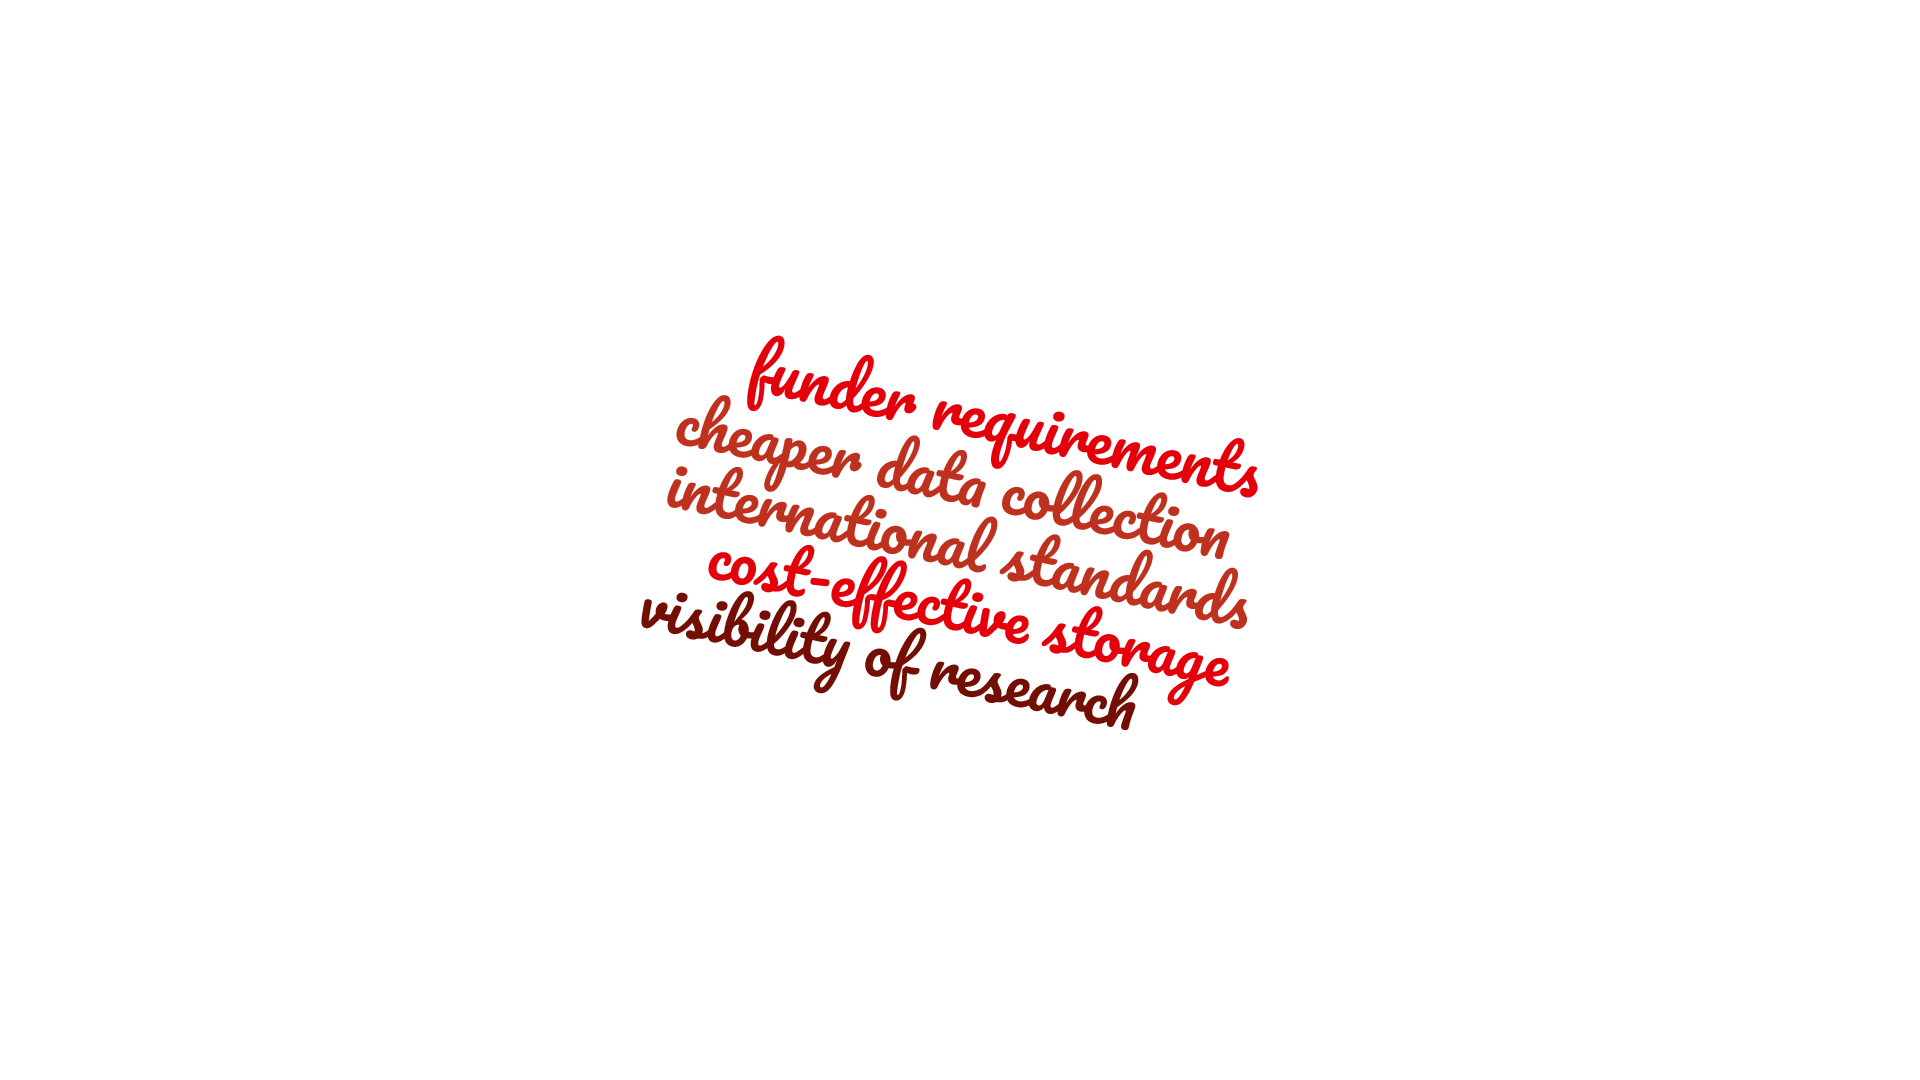 funder requirements
cheaper data collection
international standards
cost-effective storage
visibility of research